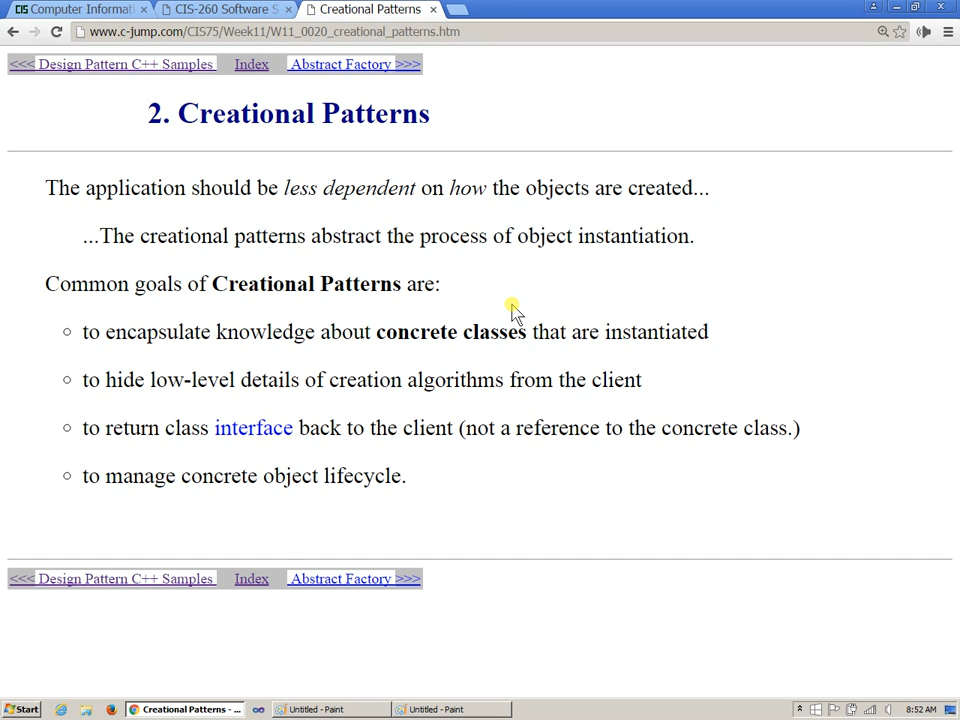 Computer Informati
CIS-260 Software S
Creational Patterns
www.c-jump.com/CIS75/Week11/W11_0020_creational_patterns.htm
<<< Design Pattern C++ Samples Index Abstract Factory >>>
2. Creational Patterns
The application should be less dependent on how the objects are created...
...The creational patterns abstract the process of object instantiation.
Common goals of Creational Patterns are:
to encapsulate knowledge about concrete classes that are instantiated
to hide low-level details of creation algorithms from the client
to return class interface back to the client (not a reference to the concrete class.)
to manage concrete object lifecycle.
<<< Design Pattern C++ Samples Index Abstract Factory >>>
Start
Creational Patterns - ...
Untitled - Paint
Untitled - Paint
8:52 AM